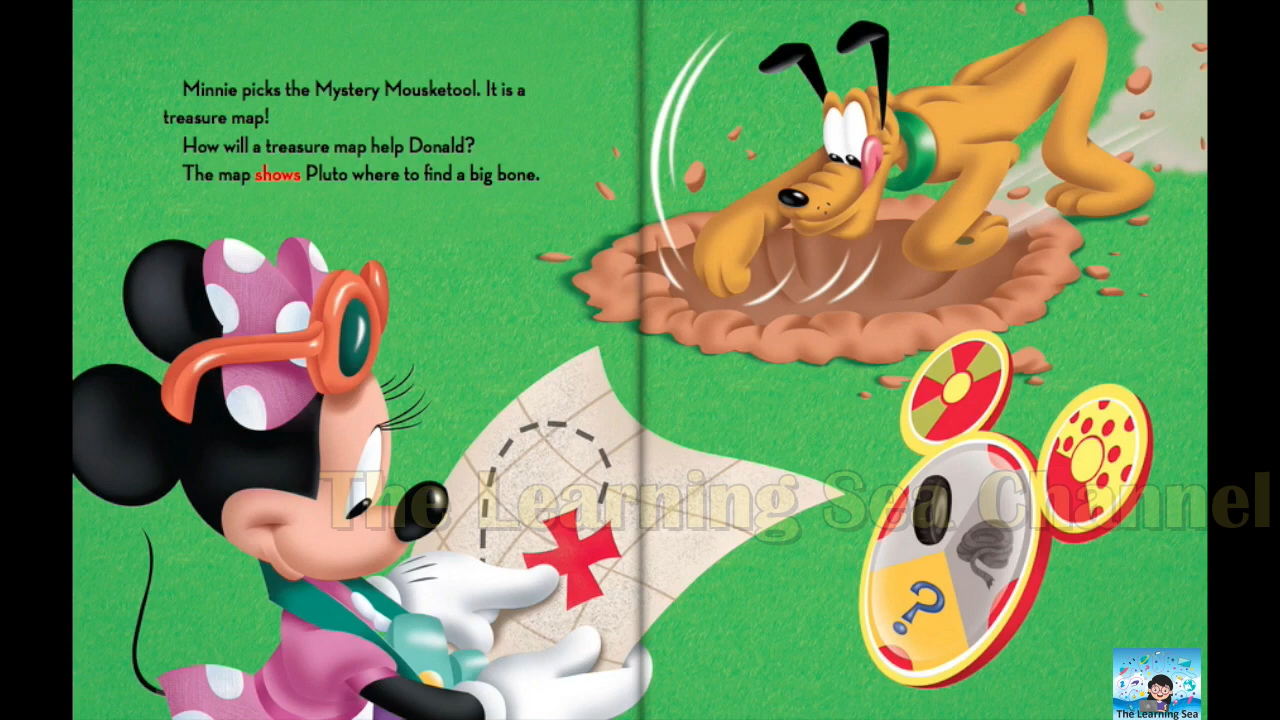 Minnie picks the Mystery Mousketool. It is a
treasure map!
How will a treasure map help Donald?
The map shows Pluto where to find a big bone.
The Learning Sea Channel
?
The Learning Sea